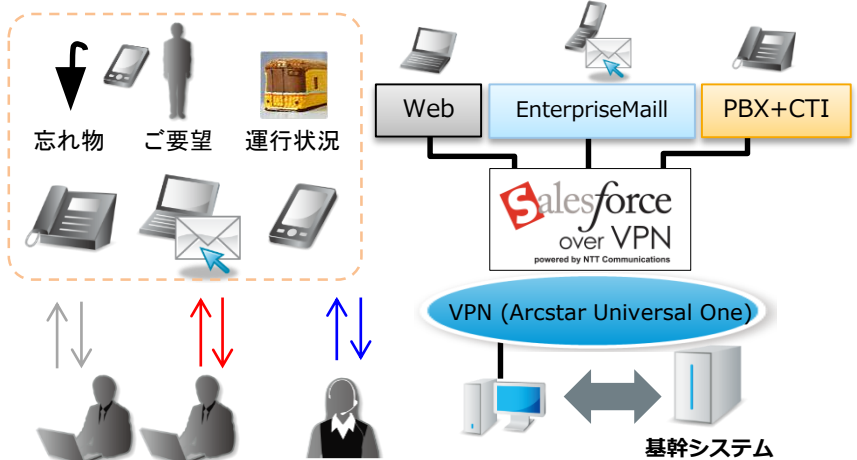 忘れ物
ご要望
運行状況
Web
EnterpriseMaill
PBX+CTI
Salesforce
over VPN
powered by NTT Communications
VPN (Arcstar Universal One)
基幹システム